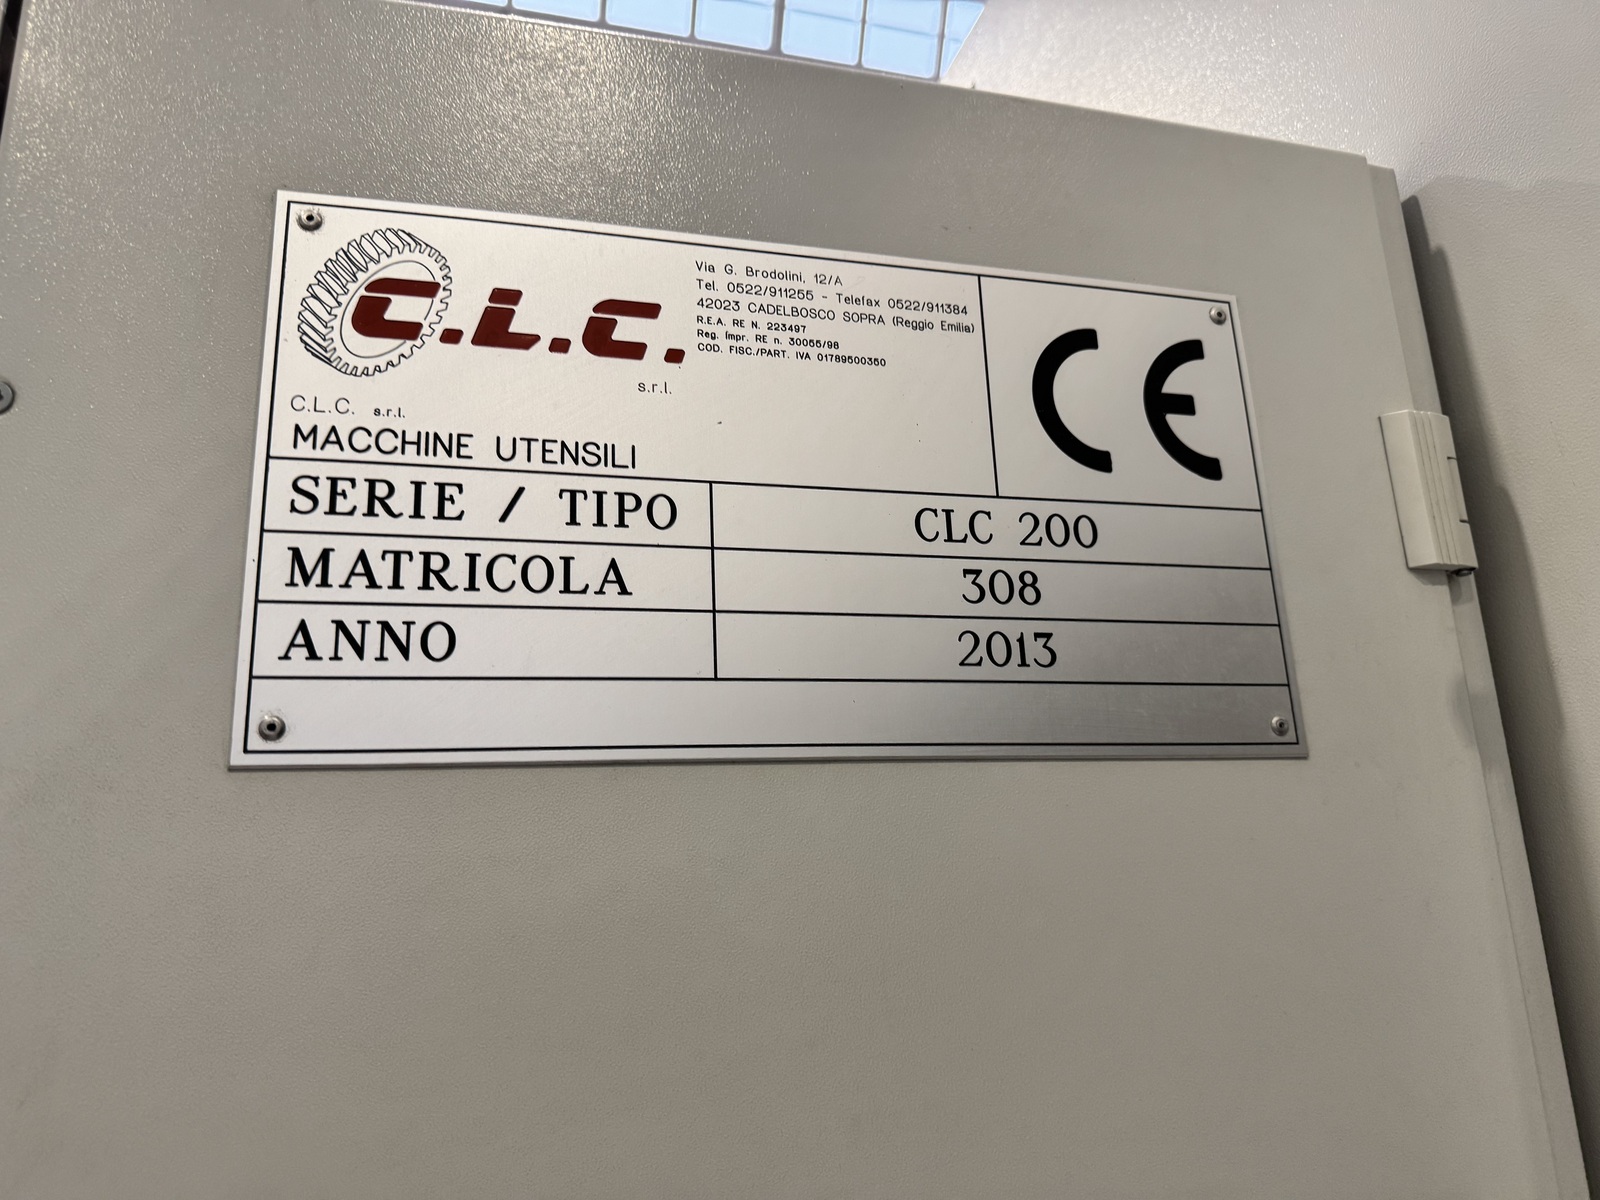 C.L.C.
s.r.l.
Via G. Brodolini, 12/A
Tel. 0522/911255 - Telefax 0522/911384
42023 CADELBOSCO SOPRA (Reggio Emilia)
R.E.A. RE N. 223497
Reg. Impr. RE n. 30055/98
COD. FISC./PART. IVA 01789500350
CE
C.L.C. s.r.l.
MACCHINE UTENSILI
SERIE / TIPO CLC 200
MATRICOLA 308
ANNO 2013